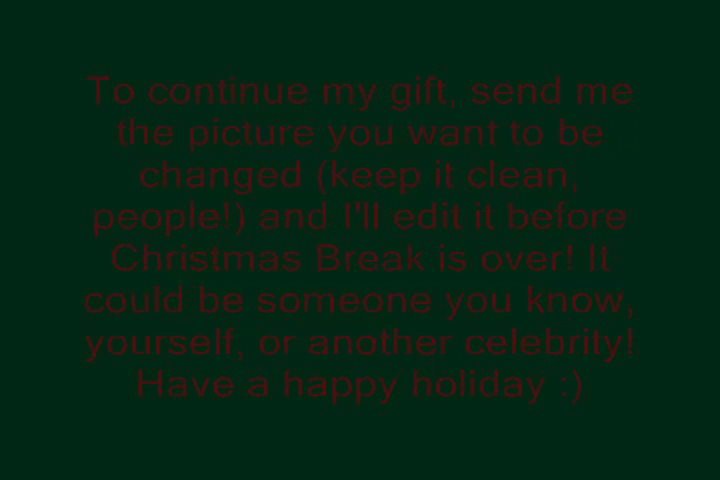 To continue my gift, send me
the picture you want to be
changed (keep it clean,
people!) and I'll edit it before
Christmas Break is over! It
could be someone you know,
yourself, or another celebrity!
Have a happy holiday :)